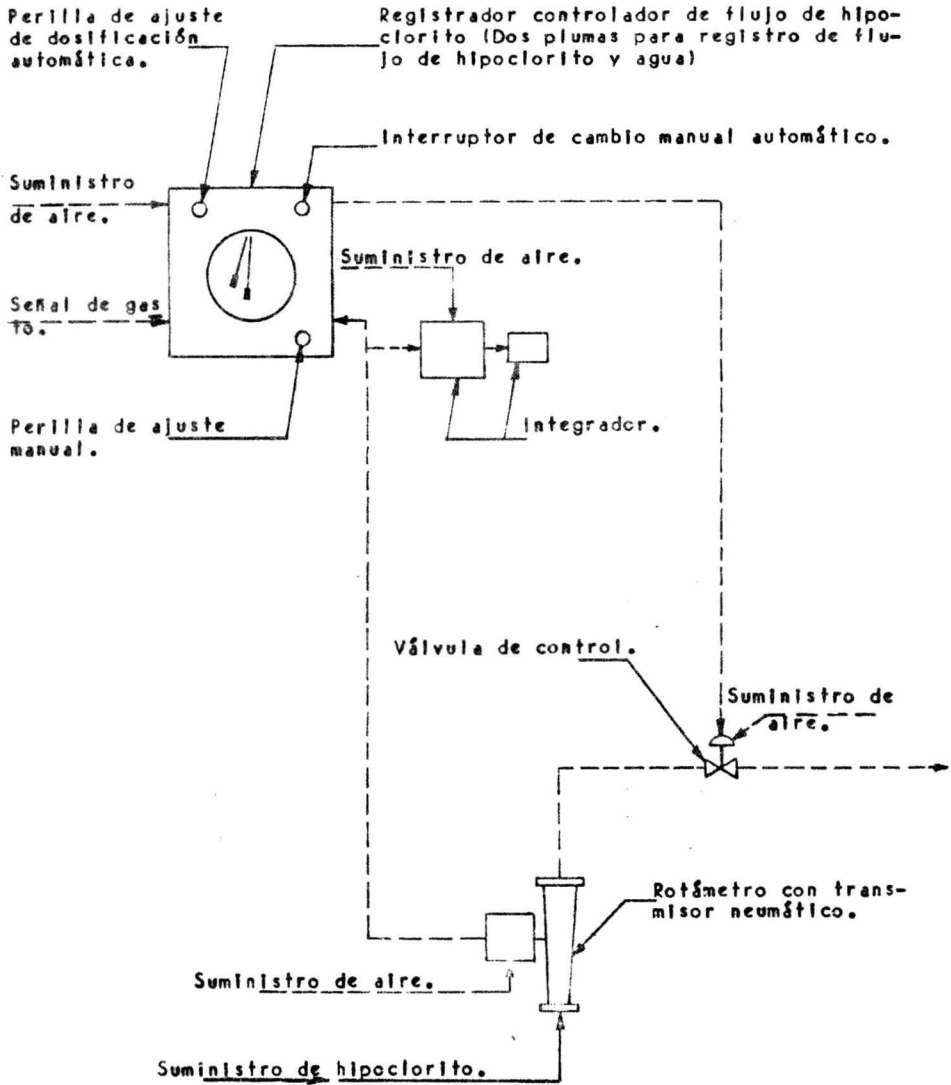 Perilla de ajuste
de dosificación
automática.
Registrador controlador de flujo de hipo-
clorito (Dos plumas para registro de flu-
jo de hipoclorito y agua)
Interruptor de cambio manual automático.
Suministro
de aire.
Suministro de aire.
Señal de gas
to.
Perilla de ajuste
manual.
Integrador.
Válvula de control.
Suministro de
aire.
Rotámetro con trans-
misor neumático.
Suministro de aire.
Suministro de hipoclorito.